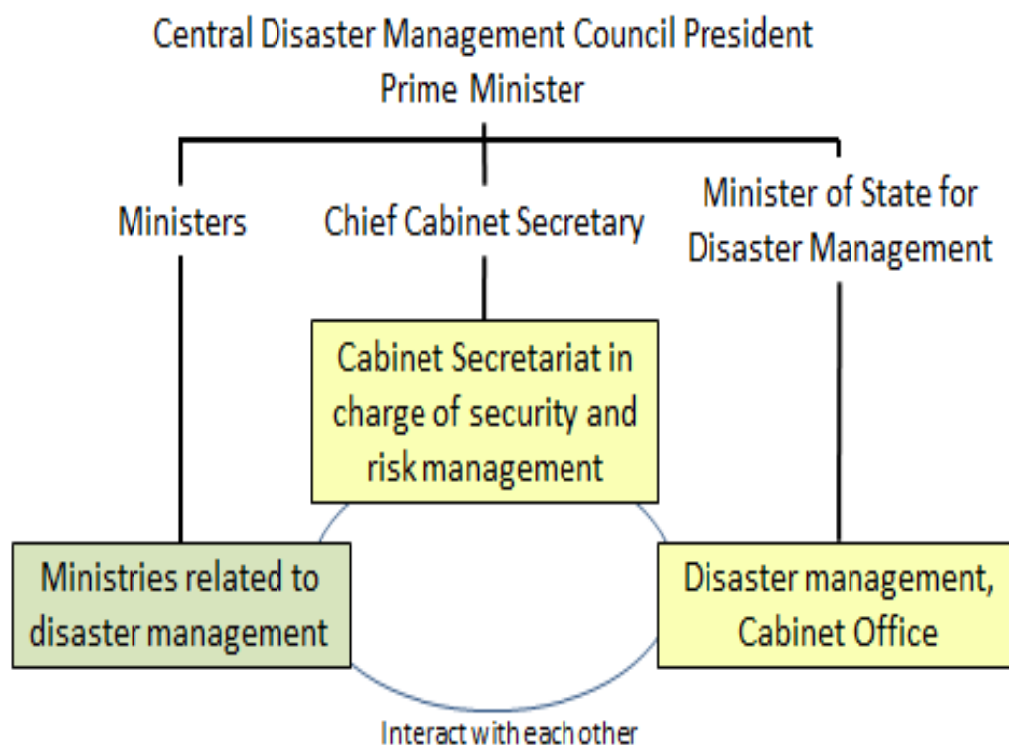 Central Disaster Management Council President
Prime Minister
Ministers
Chief Cabinet Secretary
Minister of State for
Disaster Management
Cabinet Secretariat in
charge of security and
risk management
Ministries related to
disaster management
Disaster management,
Cabinet Office
Interact with each other